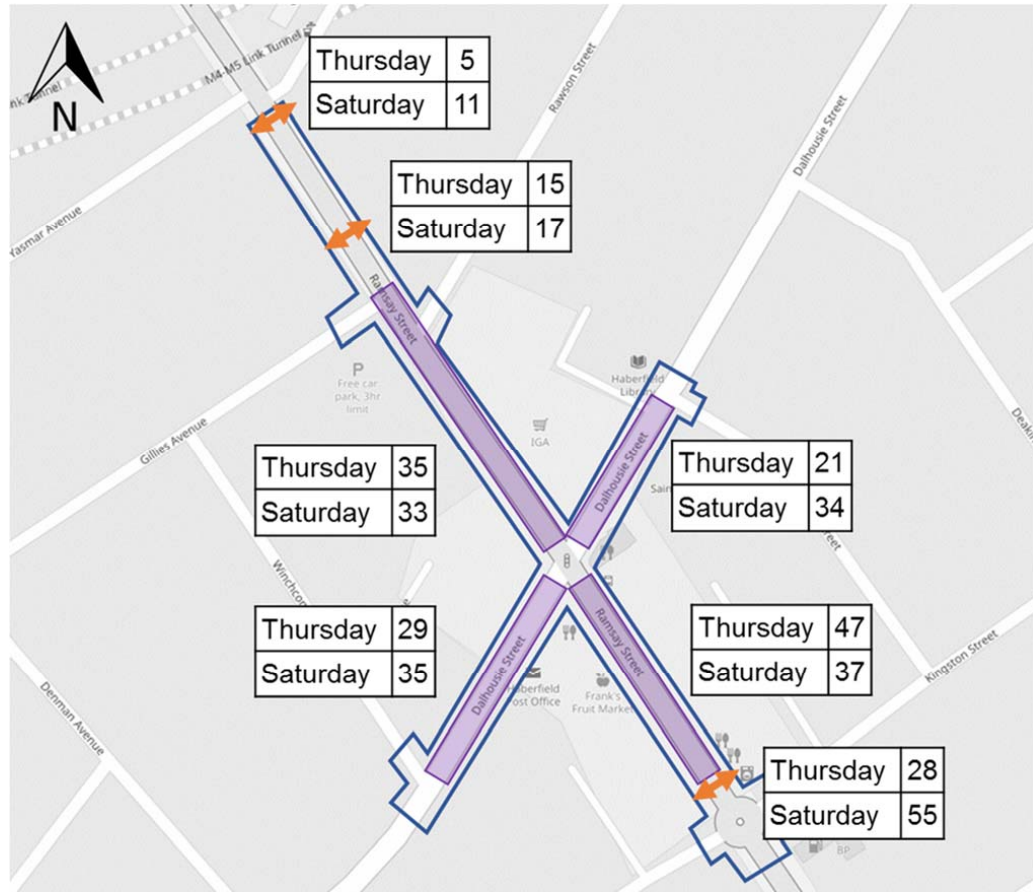 M4-M5 Link Tunnel
nk Tunnel
N
Thursday 5
Saturday 11
Rawson Street
Dalhousie Street
Thursday 15
Saturday 17
Yasmar Avenue
Ramsay Street
P
Free car
park, 3hr
limit
Haberfield
Library
IGA
Gillies Avenue
Dalhousie Street
Thursday 35
Saturday 33
Thursday 21
Saturday 34
Thursday 29
Saturday 35
Thursday 47
Saturday 37
Ramsay Street
Kingston Street
Dalhousie Street
Haberfield
Post Office
Frank's
Fruit Market
Denman Avenue
Thursday 28
Saturday 55
BP